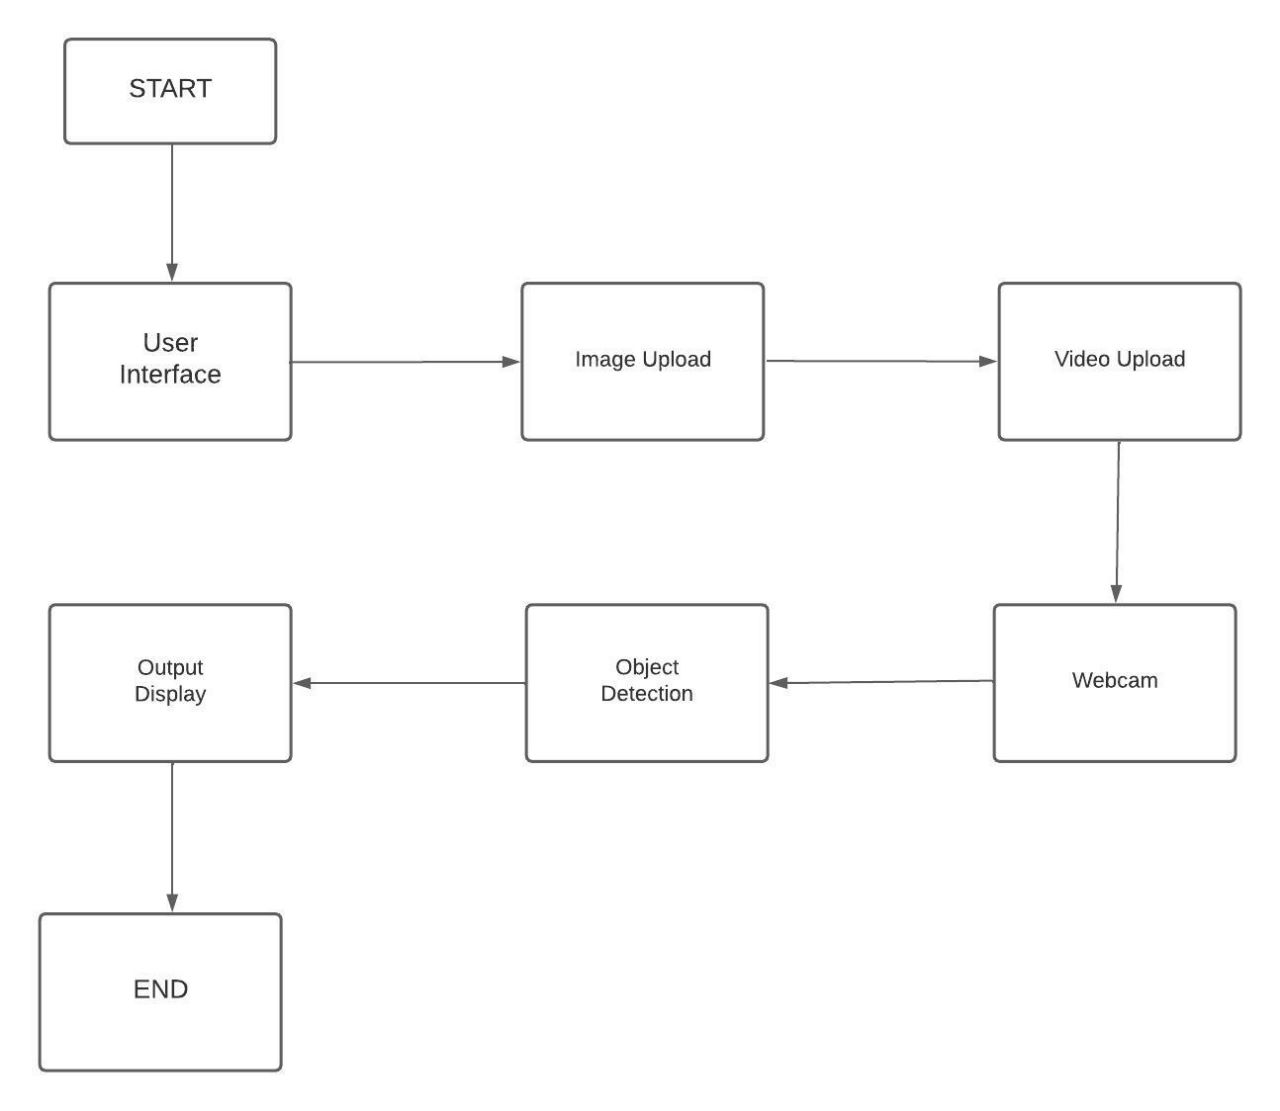 START
User
Interface
Image Upload
Video Upload
Webcam
Object
Detection
Output
Display
END